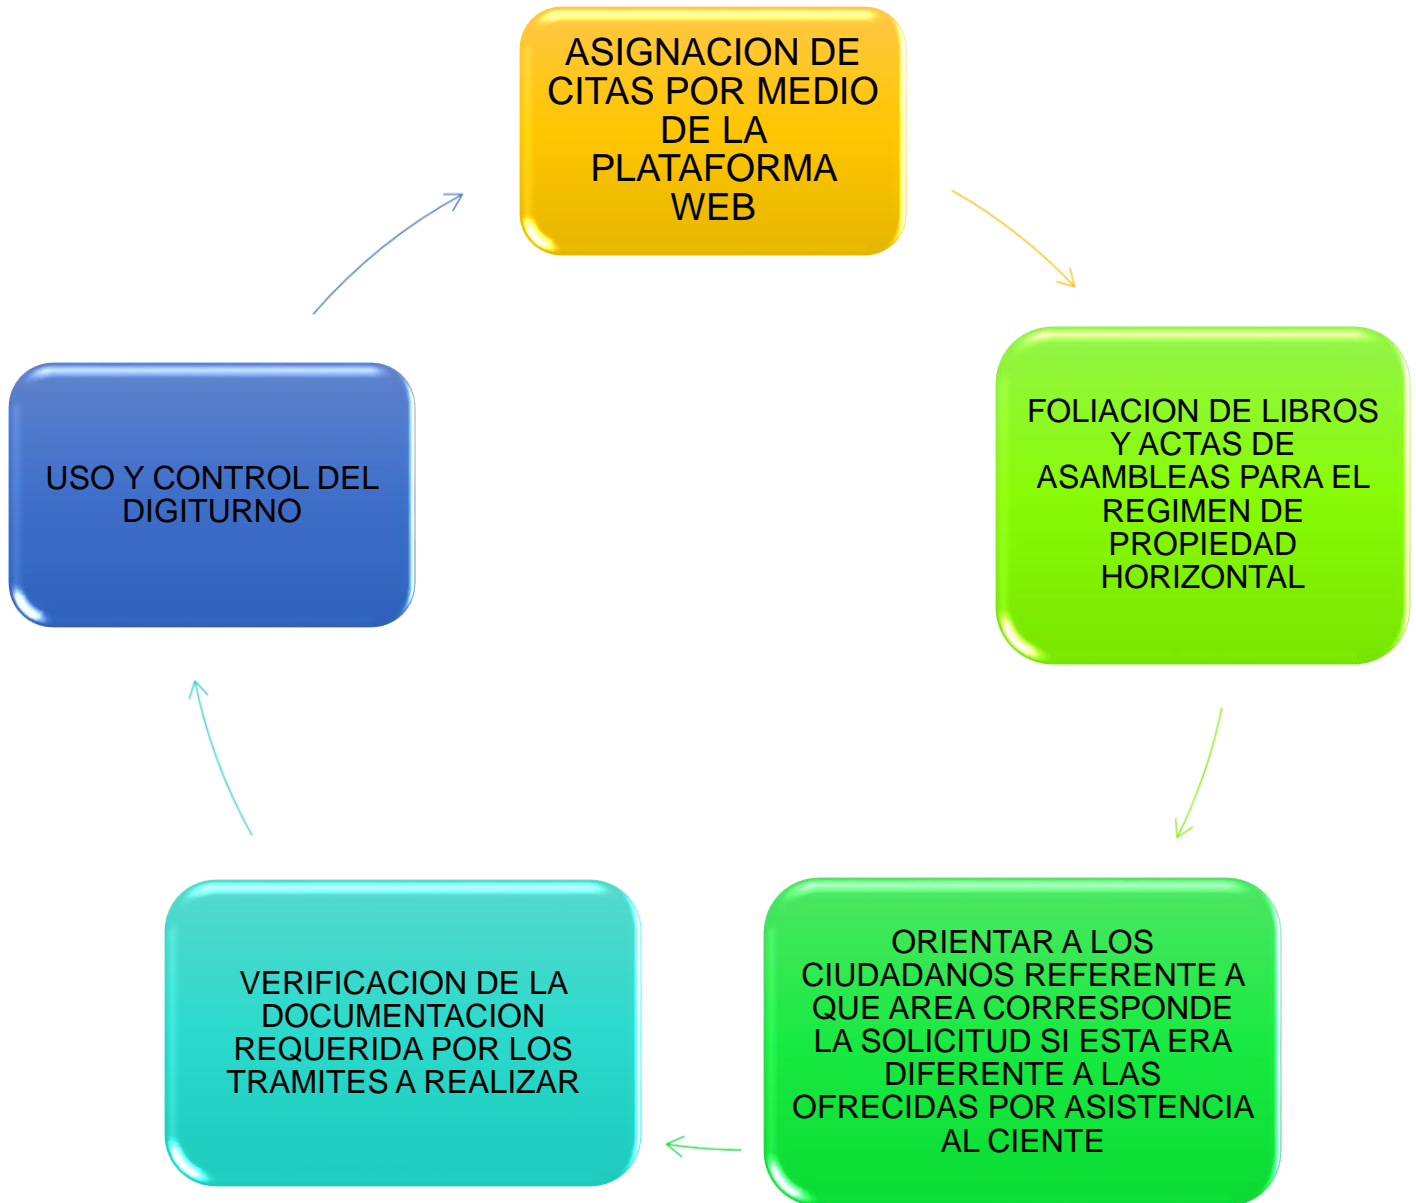 ASIGNACION DE
CITAS POR MEDIO
DE LA
PLATAFORMA
WEB
FOLIACION DE LIBROS
Y ACTAS DE
ASAMBLEAS PARA EL
REGIMEN DE
PROPIEDAD
HORIZONTAL
ORIENTAR A LOS
CIUDADANOS REFERENTE A
QUE AREA CORRESPONDE
LA SOLICITUD SI ESTA ERA
DIFERENTE A LAS
OFRECIDAS POR ASISTENCIA
AL CIENTE
VERIFICACION DE LA
DOCUMENTACION
REQUERIDA POR LOS
TRAMITES A REALIZAR
USO Y CONTROL DEL
DIGITURNO